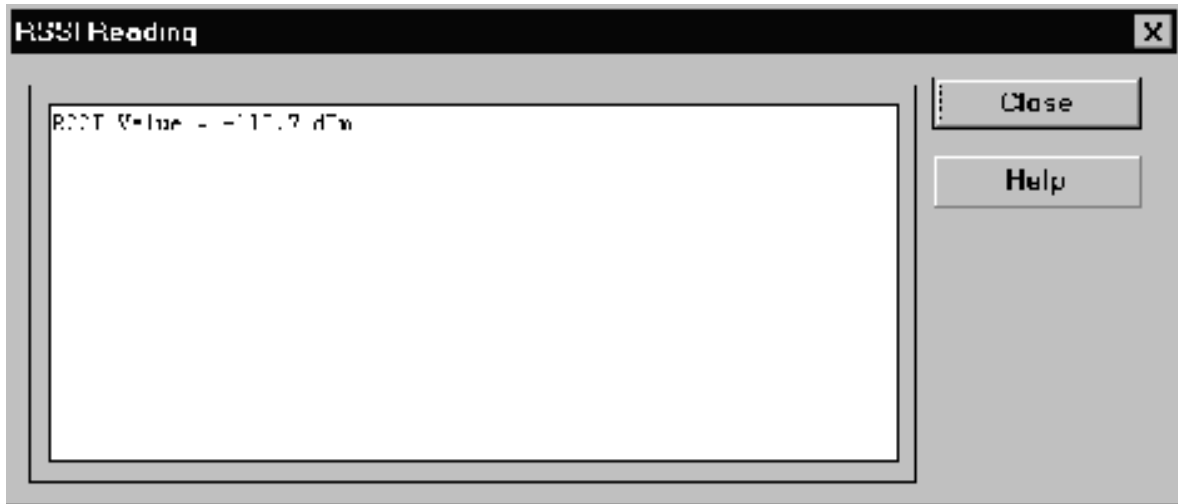 RSSI Reading
RSSI Value = dBm
Close
Help